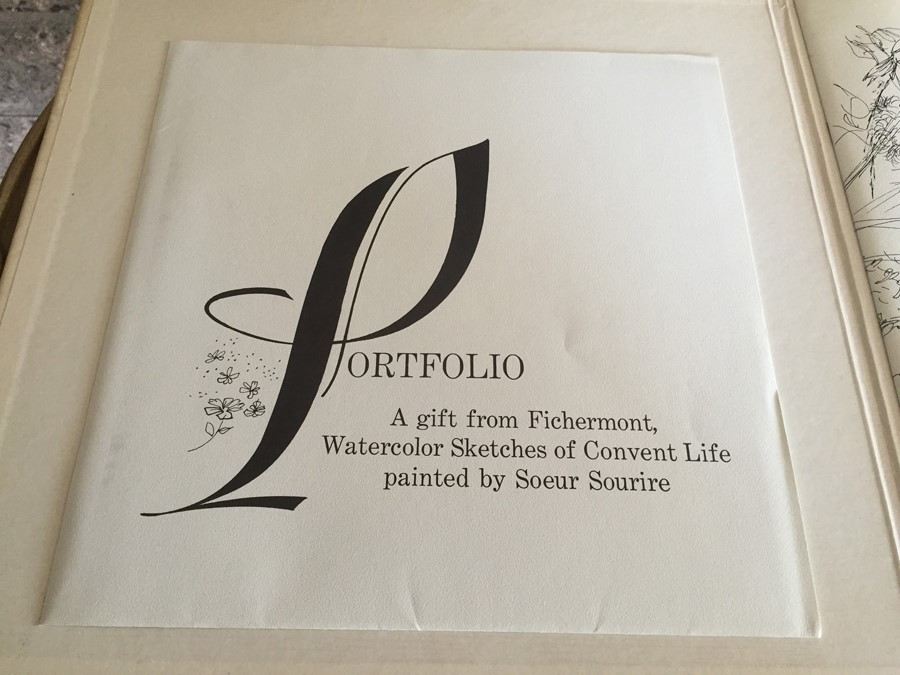 PORTFOLIO
A gift from Fichermont,
Watercolor Sketches of Convent Life
painted by Soeur Sourire